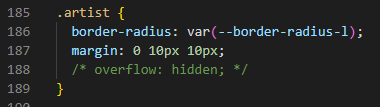 185 .artist {
186 border-radius: var(--border-radius-l);
187 margin: 0 10px 10px;
188 /* overflow: hidden; */
189 }